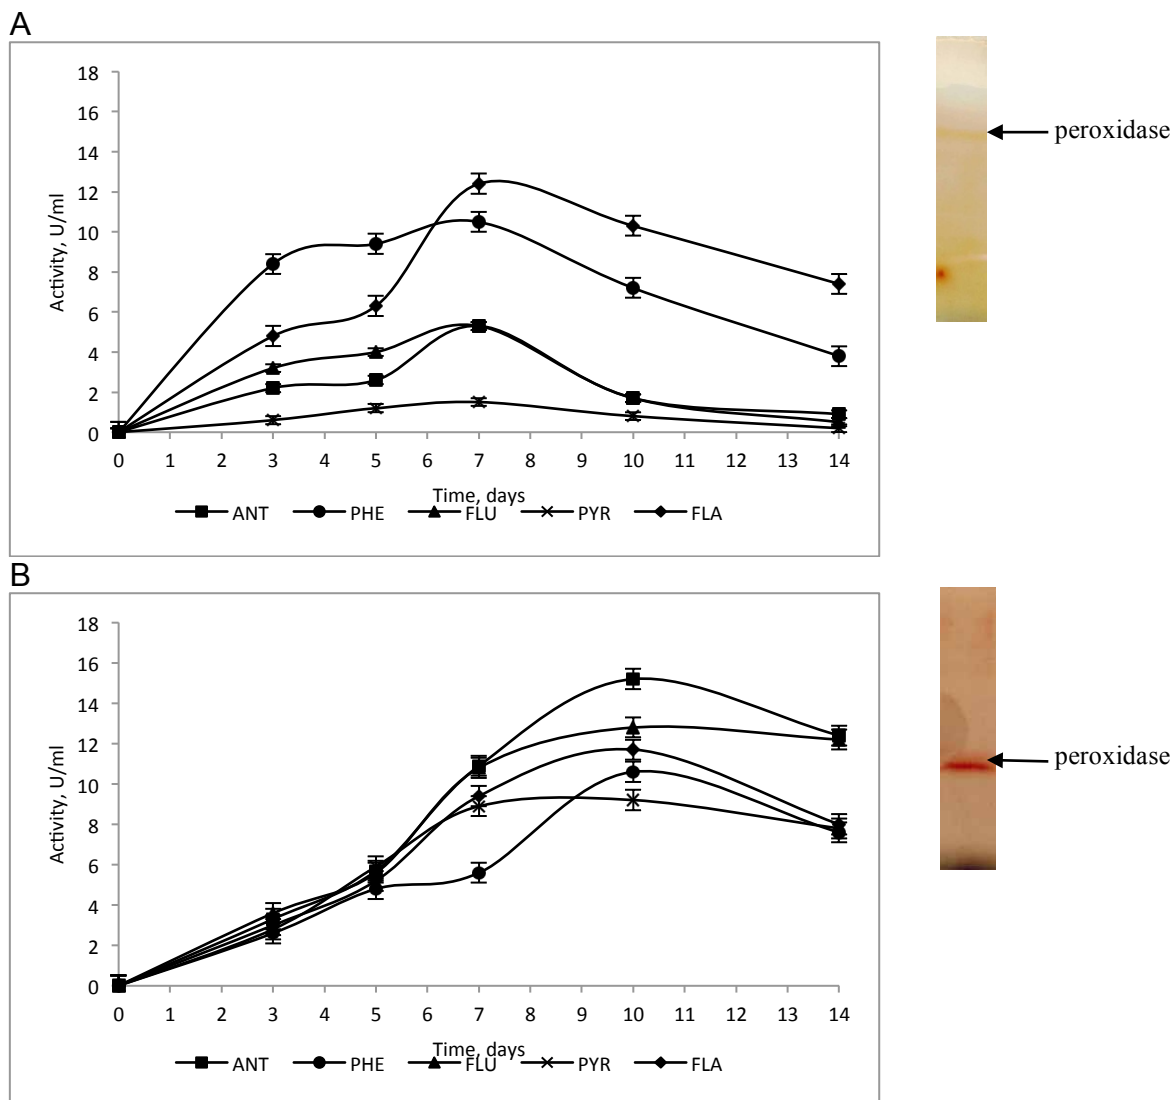 A
18
16
14
12
10
8
6
4
2
0
Activity, U/ml
0 1 2 3 4 5 6 7 8 9 10 11 12 13 14
Time, days
ANT PHE FLU PYR FLA
peroxidase
B
18
16
14
12
10
8
6
4
2
0
Activity, U/ml
0 1 2 3 4 5 6 7 8 9 10 11 12 13 14
Time, days
ANT PHE FLU PYR FLA
peroxidase